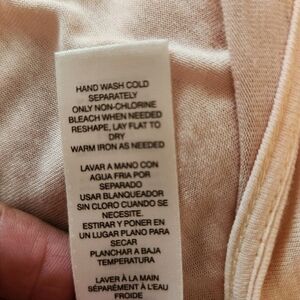 HAND WASH COLD
SEPARATELY
ONLY NON-CHLORINE
BLEACH WHEN NEEDED
RESHAPE, LAY FLAT TO
DRY
WARM IRON AS NEEDED
LAVAR A MANO CON
AGUA FRIA POR
SEPARADO
USAR BLANQUEADOR
SIN CLORO CUANDO SE
NECESITE.
ESTIRAR Y PONER EN
UN LUGAR PLANO PARA
SECAR
PLANCHAR A BAJA
TEMPERATURA
LAVER À LA MAIN
SÉPARÉMENT À L'EAU
FROIDE